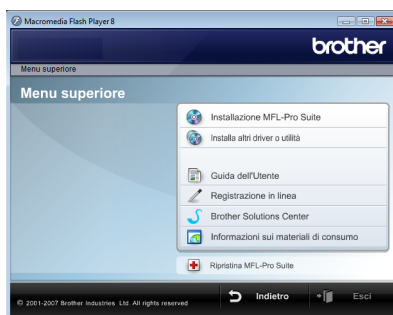 Macromedia Flash Player 8
brother
Menu superiore
Menu superiore
Installazione MFL-Pro Suite
Installa altri driver o utilità
Guida dell'Utente
Registrazione in linea
Brother Solutions Center
Informazioni sui materiali di consumo
Ripristina MFL-Pro Suite
© 2001-2007 Brother Industries Ltd. All rights reserved
Indietro
Esci